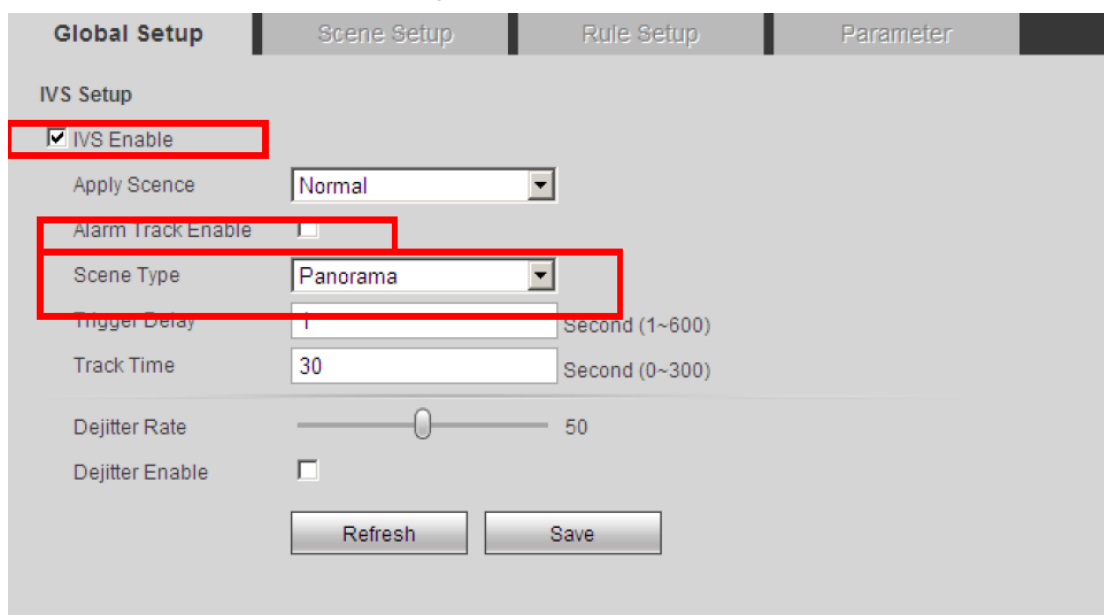 Global Setup Scene Setup Rule Setup Parameter
IVS Setup
IVS Enable
Apply Scence Normal
Alarm Track Enable
Scene Type Panorama
Trigger Delay 1 Second (1~600)
Track Time 30 Second (0~300)
Dejitter Rate 50
Dejitter Enable
Refresh Save